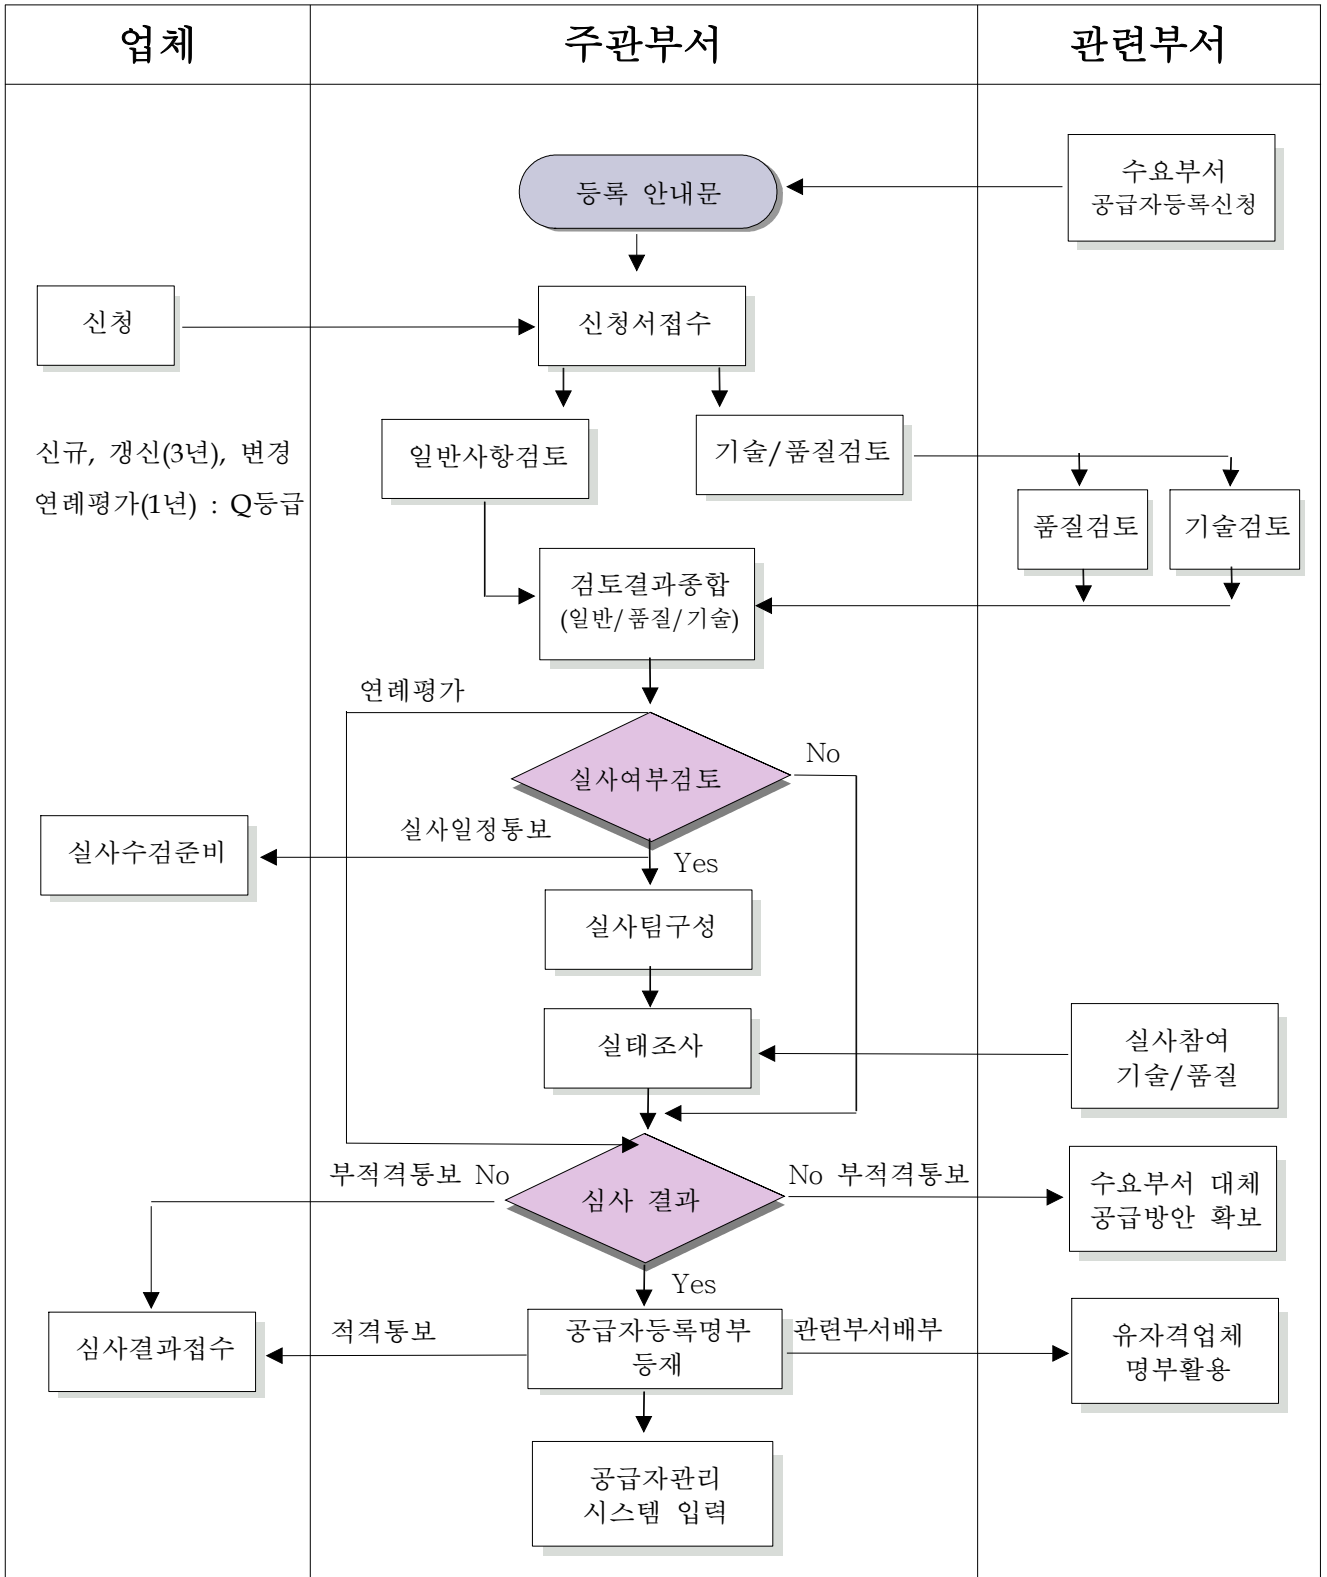 업체
주관부서
관련부서
수요부서
공급자등록신청
등록 안내문
신청
신청서접수
신규, 갱신(3년), 변경
연례평가(1년) : Q등급
일반사항검토
기술/품질검토
품질검토
기술검토
검토결과종합
(일반/품질/기술)
연례평가
실사여부검토
No
실사일정통보
Yes
실사수검준비
실사팀구성
실태조사
실사참여
기술/품질
부적격통보 No
심사 결과
No 부적격통보
수요부서 대체
공급방안 확보
Yes
심사결과접수
적격통보
공급자등록명부
등재
관련부서배부
유자격업체
명부활용
공급자관리
시스템 입력